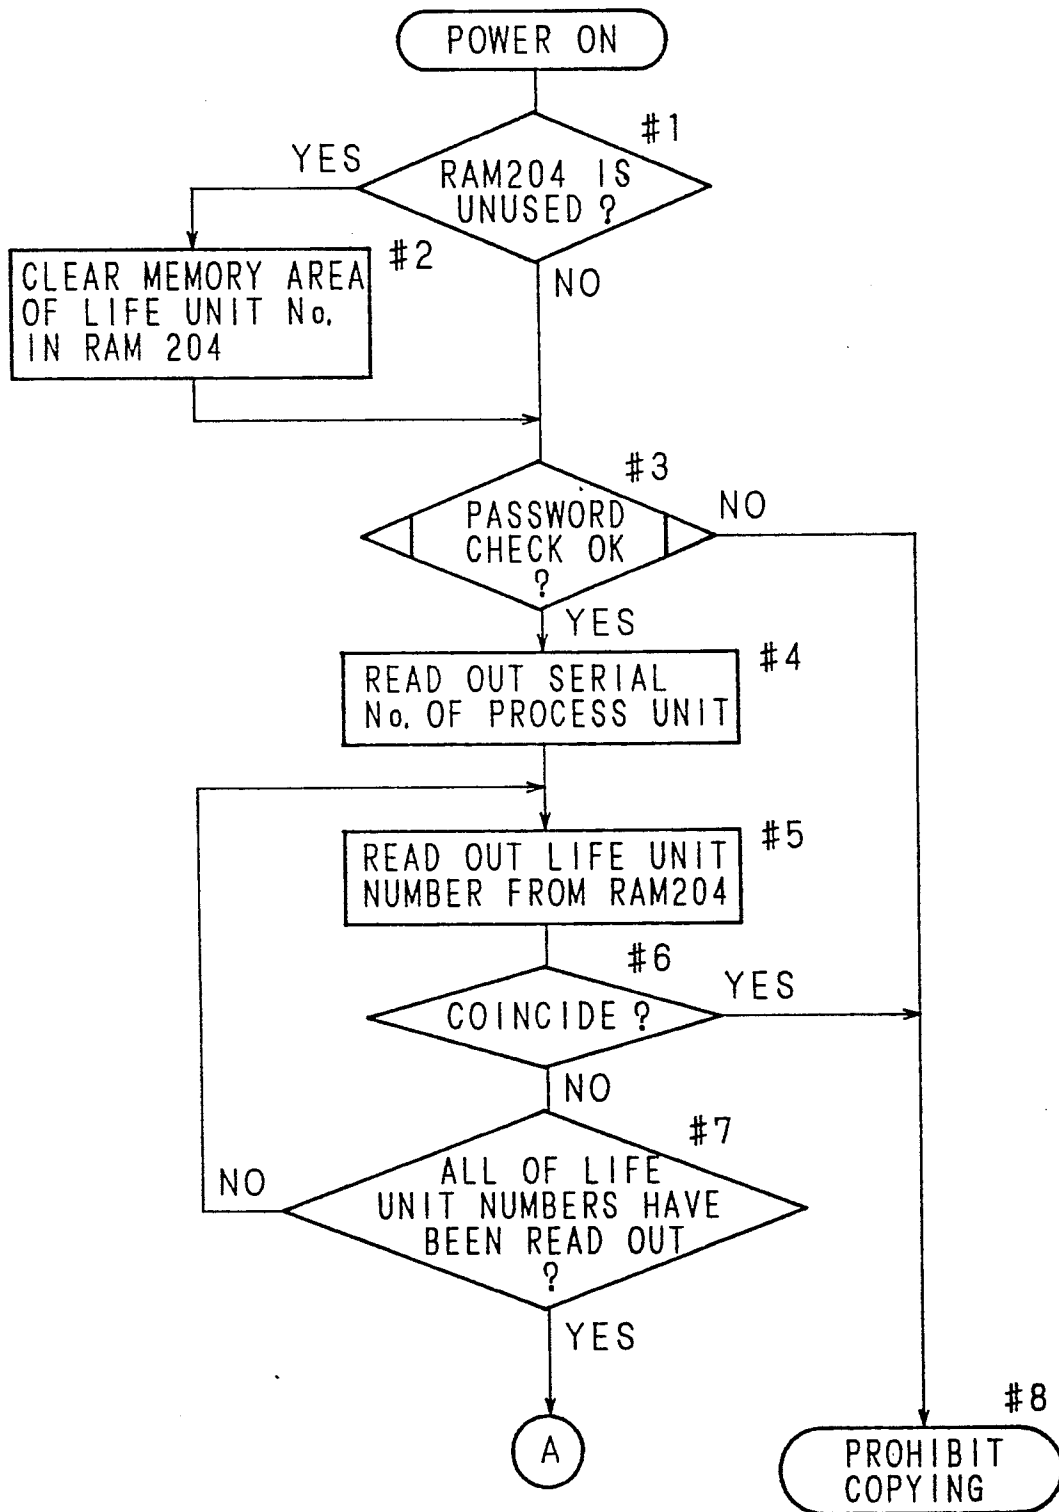 POWER ON
#1
YES
RAM204 IS
UNUSED ?
#2
NO
CLEAR MEMORY AREA
OF LIFE UNIT No.
IN RAM 204
#3
NO
PASSWORD
CHECK OK
?
YES
#4
READ OUT SERIAL
No. OF PROCESS UNIT
#5
READ OUT LIFE UNIT
NUMBER FROM RAM204
#6
YES
COINCIDE ?
NO
#7
NO
ALL OF LIFE
UNIT NUMBERS HAVE
BEEN READ OUT
?
YES
#8
A
PROHIBIT
COPYING